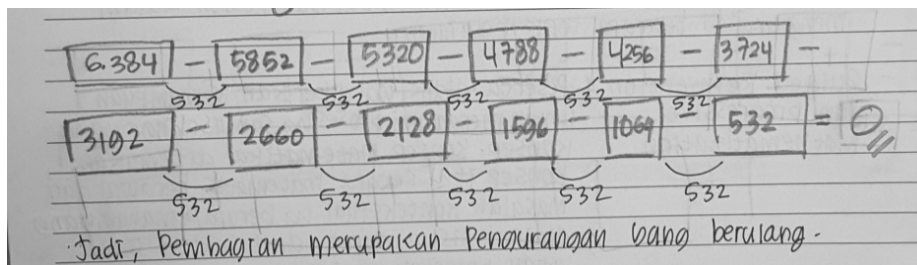 6.384 - 5852 - 5320 - 4788 - 4256 - 3724 -
532 532 532 532 532
3192 - 2660 - 2128 - 1596 - 1064 - 532 = 0
532 532 532 532 532
Jadi, Pembagian merupakan Pengurangan yang berulang.